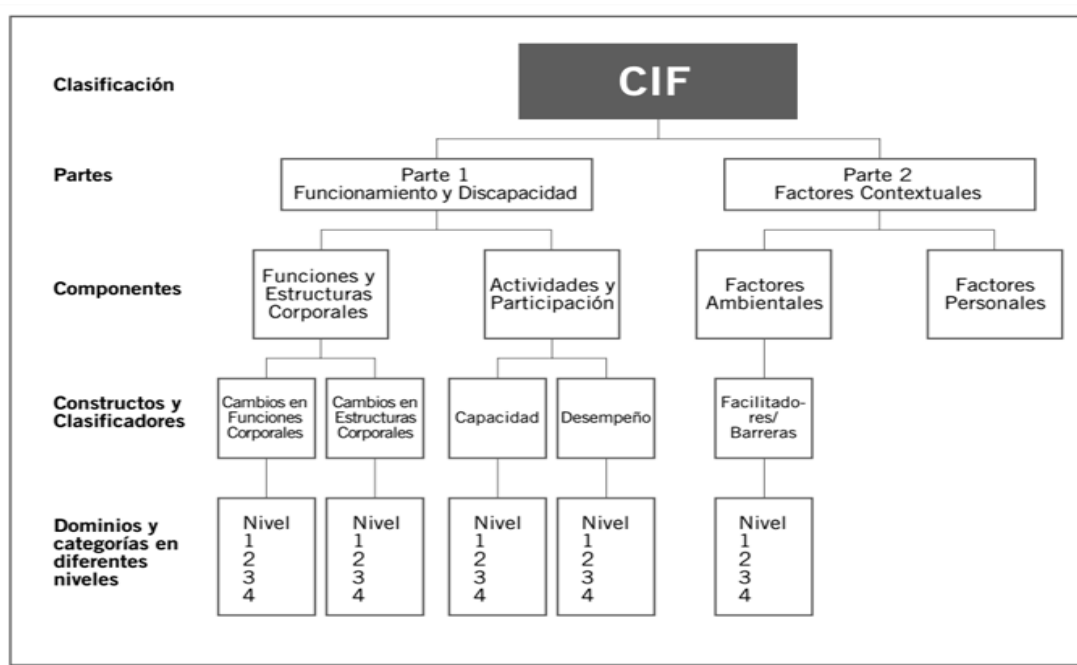 Clasificación
CIF
Partes
Parte 1
Funcionamiento y Discapacidad
Parte 2
Factores Contextuales
Componentes
Funciones y
Estructuras
Corporales
Actividades y
Participación
Factores
Ambientales
Factores
Personales
Constructos y
Clasificadores
Cambios en
Funciones
Corporales
Cambios en
Estructuras
Corporales
Capacidad
Desempeño
Facilitado-
res/
Barreras
Dominios y
categorías en
diferentes
niveles
Nivel
1
2
3
4
Nivel
1
2
3
4
Nivel
1
2
3
4
Nivel
1
2
3
4
Nivel
1
2
3
4